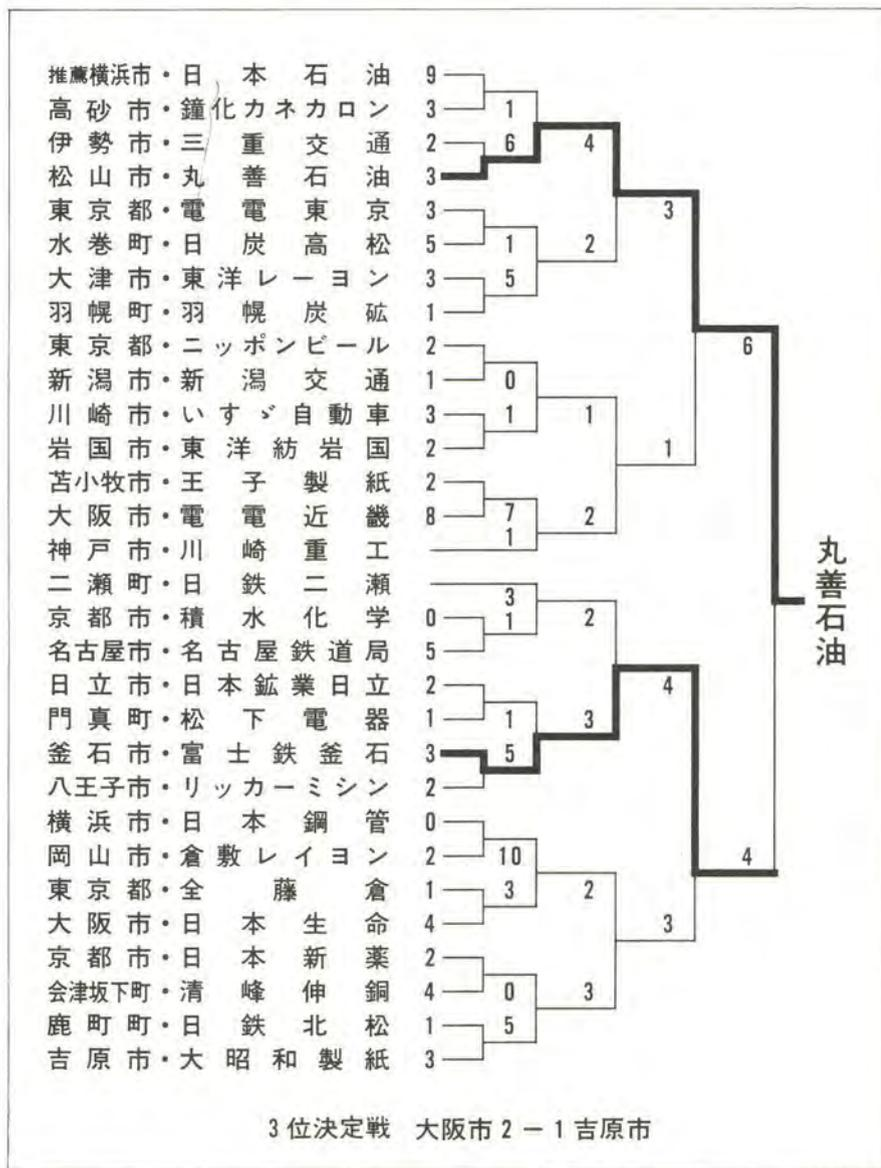 推薦横浜市・日本石油 9
高砂市・鐘化カネカロン 3
伊勢市・三重交通 2
松山市・丸善石油 3
東京都・電電東京 3
水巻町・日炭高松 5
大津市・東洋レーヨン 3
羽幌町・羽幌炭砿 1
東京都・ニッポンビール 2
新潟市・新潟交通 1
川崎市・いすゞ自動車 3
岩国市・東洋紡岩国 2
苫小牧市・王子製紙 2
大阪市・電電近畿 8
神戸市・川崎重工
二瀬町・日鉄二瀬
京都市・積水化学 0
名古屋市・名古屋鉄道局 5
日立市・日本鉱業日立 2
門真町・松下電器 1
釜石市・富士鉄釜石 3
八王子市・リッカーミシン 2
横浜市・日本鋼管 0
岡山市・倉敷レイヨン 2
東京都・全藤倉 1
大阪市・日本生命 4
京都市・日本新薬 2
会津坂下町・清峰伸銅 4
鹿町町・日鉄北松 1
吉原市・大昭和製紙 3
1
6
1
5
0
1
7
1
3
1
1
5
10
3
0
5
4
2
1
2
2
3
2
3
3
1
4
3
6
4
丸善石油
3位決定戦 大阪市2－1吉原市